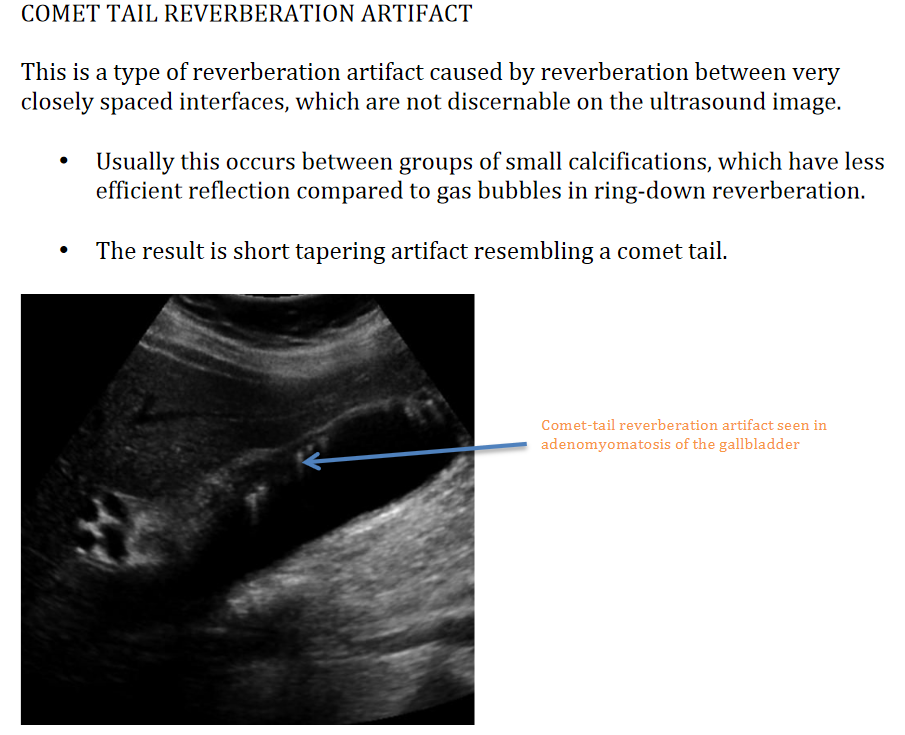 COMET TAIL REVERBERATION ARTIFACT
This is a type of reverberation artifact caused by reverberation between very
closely spaced interfaces, which are not discernable on the ultrasound image.
• Usually this occurs between groups of small calcifications, which have less
efficient reflection compared to gas bubbles in ring-down reverberation.
• The result is short tapering artifact resembling a comet tail.
Comet-tail reverberation artifact seen in
adenomyomatosis of the gallbladder